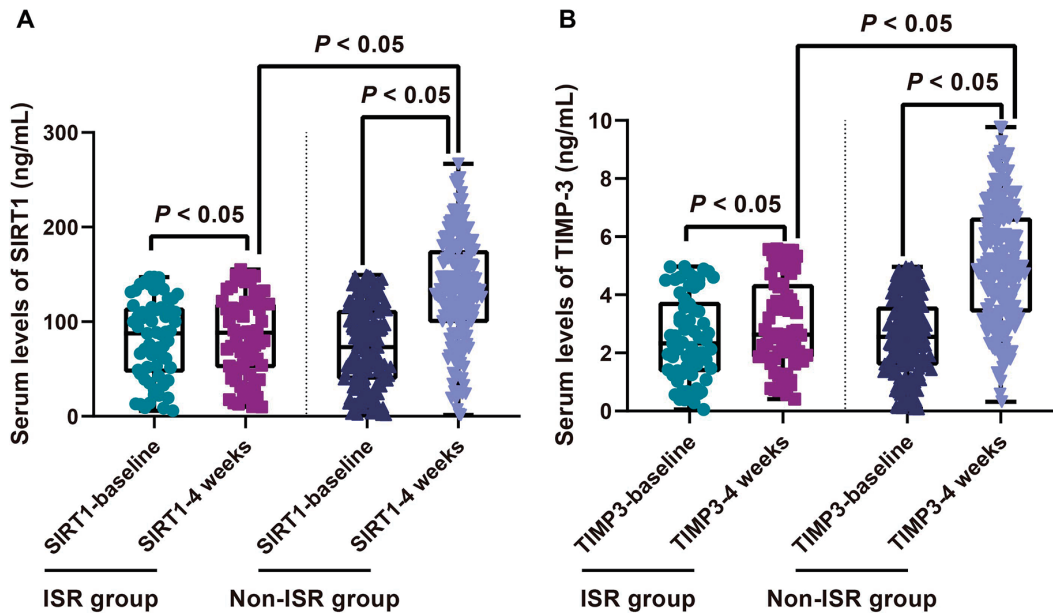 A
P < 0.05
P < 0.05
P < 0.05
Serum levels of SIRT1 (ng/mL)
300
200
100
0
SIRT1-baseline
SIRT1-4 weeks
SIRT1-baseline
SIRT1-4 weeks
ISR group
Non-ISR group
B
P < 0.05
P < 0.05
P < 0.05
Serum levels of TIMP-3 (ng/mL)
10
8
6
4
2
0
TIMP3-baseline
TIMP3-4 weeks
TIMP3-baseline
TIMP3-4 weeks
ISR group
Non-ISR group